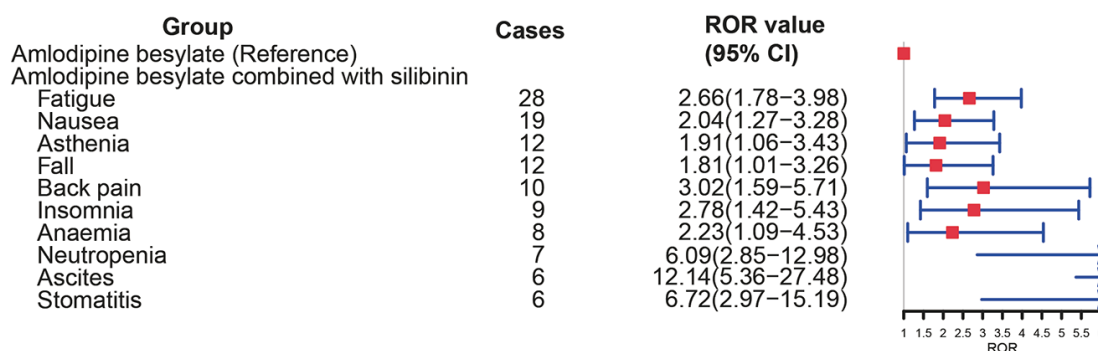 Group Cases ROR value
(95% CI)
Amlodipine besylate (Reference)
Amlodipine besylate combined with silibinin
Fatigue 28 2.66(1.78−3.98)
Nausea 19 2.04(1.27−3.28)
Asthenia 12 1.91(1.06−3.43)
Fall 12 1.81(1.01−3.26)
Back pain 10 3.02(1.59−5.71)
Insomnia 9 2.78(1.42−5.43)
Anaemia 8 2.23(1.09−4.53)
Neutropenia 7 6.09(2.85−12.98)
Ascites 6 12.14(5.36−27.48)
Stomatitis 6 6.72(2.97−15.19)
1 1.5 2 2.5 3 3.5 4 4.5 5 5.5
ROR